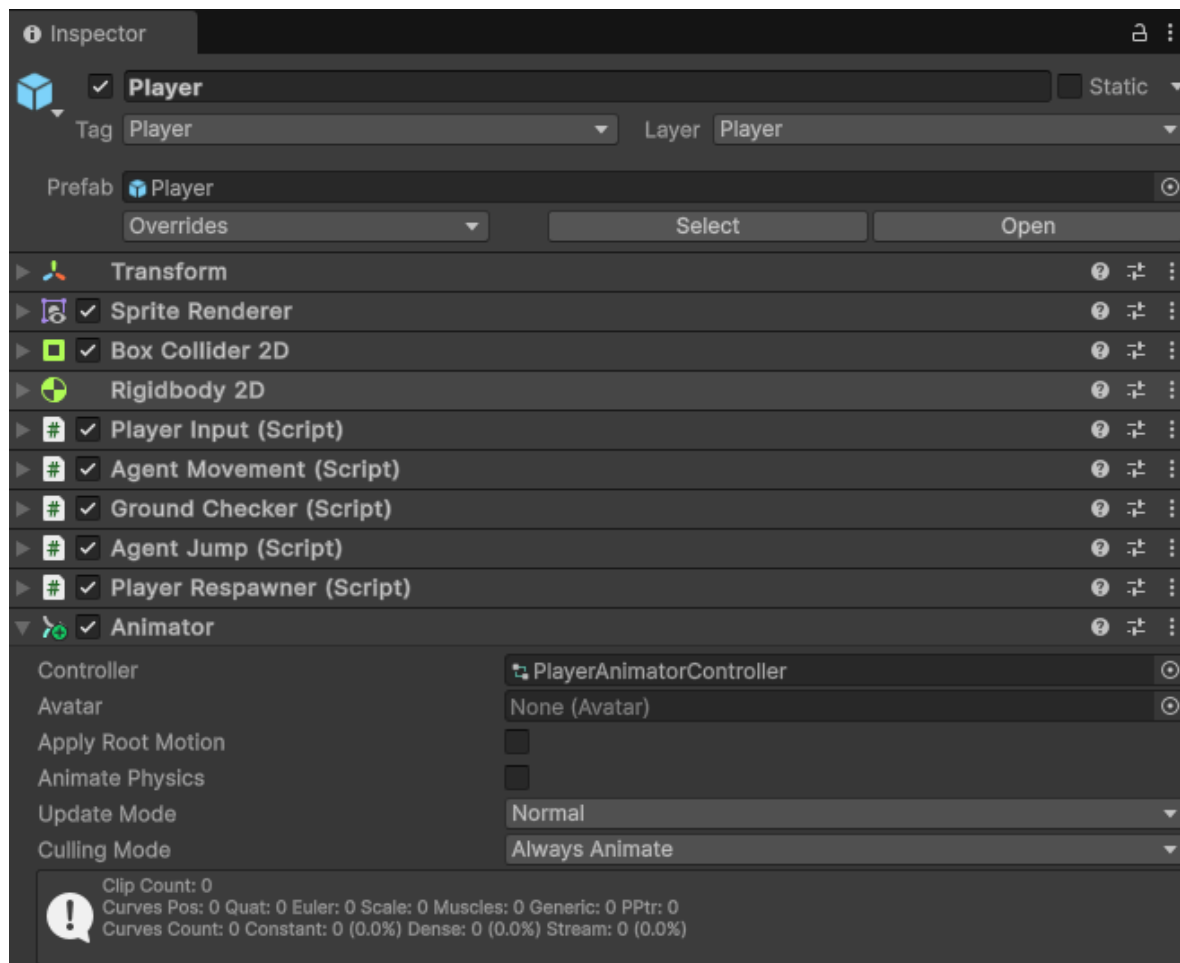 Inspector
Player Static
Tag Player Layer Player
Prefab Player
Overrides Select Open
Transform
Sprite Renderer
Box Collider 2D
Rigidbody 2D
# Player Input (Script)
# Agent Movement (Script)
# Ground Checker (Script)
# Agent Jump (Script)
# Player Respawner (Script)
Animator
Controller PlayerAnimatorController
Avatar None (Avatar)
Apply Root Motion
Animate Physics
Update Mode Normal
Culling Mode Always Animate
Clip Count: 0
Curves Pos: 0 Quat: 0 Euler: 0 Scale: 0 Muscles: 0 Generic: 0 PPtr: 0
Curves Count: 0 Constant: 0 (0.0%) Dense: 0 (0.0%) Stream: 0 (0.0%)